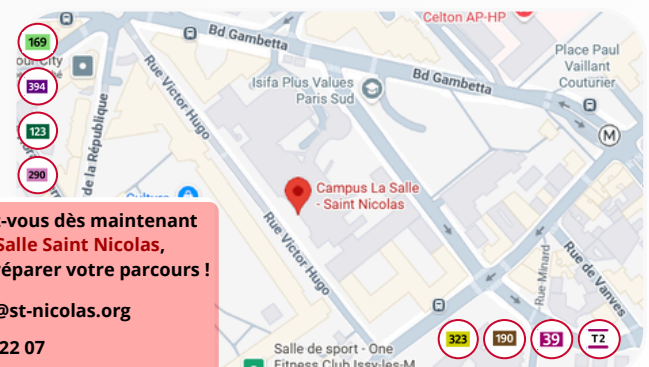 Bd Gambetta
Celton AP-HP
169
394
123
290
Rue Victor Hugo
de la République
Isifa Plus Values
Paris Sud
Bd Gambetta
Place Paul
Vaillant
Couturier
M
Campus La Salle
- Saint Nicolas
Rue Victor Hugo
-vous dès maintenant
Salle Saint Nicolas,
éparer votre parcours !
@st-nicolas.org
22 07
Rue Minard
Rue de Vanves
323
190
39
T2
Salle de sport - One
Fitness Club Issy-les-M